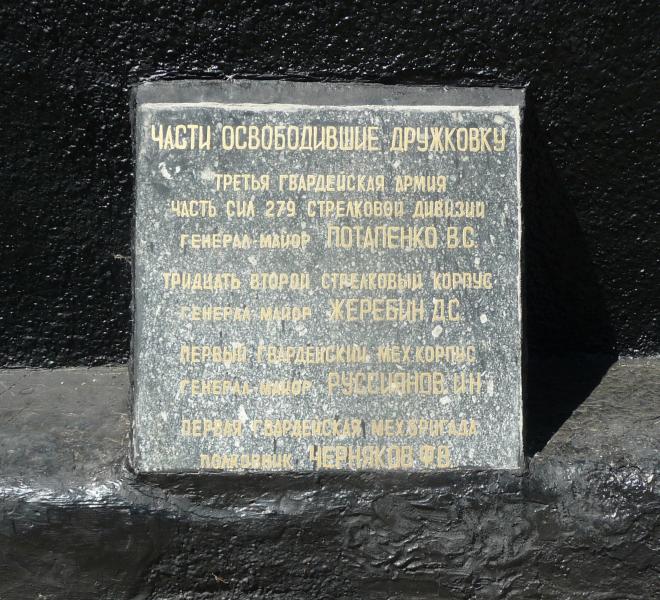 ЧАСТИ ОСВОБОДИВШИЕ ДРУЖКОВКУ
ТРЕТЬЯ ГВАРДЕЙСКАЯ АРМИЯ
ЧАСТЬ СИЛ 279 СТРЕЛКОВОЙ ДИВИЗИИ
ГЕНЕРАЛ-МАЙОР ПОТАПЕНКО В.С.
ТРИДЦАТЬ ВТОРОЙ СТРЕЛКОВЫЙ КОРПУС
ГЕНЕРАЛ МАЙОР ЖЕРЕБИН Д.С.
ПЕРВЫЙ ГВАРДЕЙСКИЙ МЕХ.КОРПУС
ГЕНЕРАЛ МАЙОР РУССИЯНОВ И.Н
ПЕРВАЯ ГВАРДЕЙСКАЯ МЕХ.БРИГАДА
ПОЛКОВНИК ЧЕРНЯКОВ Ф.О.